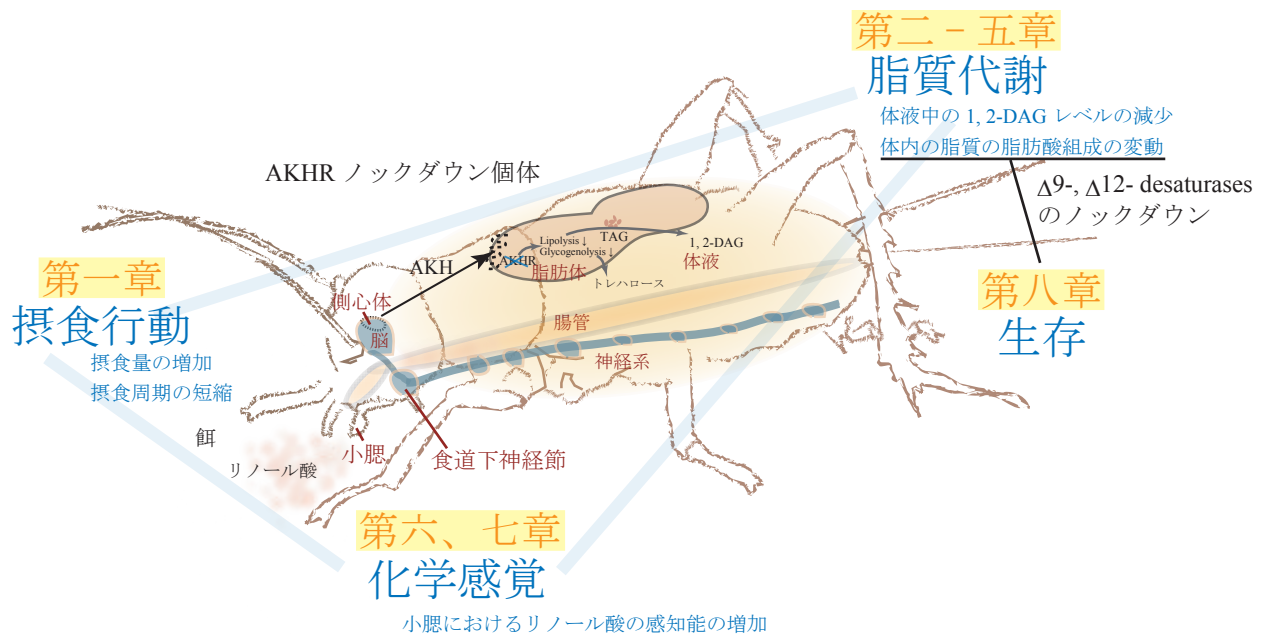 第二 – 五章
脂質代謝
体液中の 1, 2-DAG レベルの減少
体内の脂質の脂肪酸組成の変動
Δ9-, Δ12- desaturases
のノックダウン
AKHR ノックダウン個体
Lipolysis ↓
Glycogenolysis ↓
TAG
1, 2-DAG
体液
AKHR
脂肪体
トレハロース
AKH
第一章
摂食行動
摂食量の増加
摂食周期の短縮
側心体
脳
腸管
神経系
第八章
生存
餌
リノール酸
小腮
食道下神経節
第六、七章
化学感覚
小腮におけるリノール酸の感知能の増加